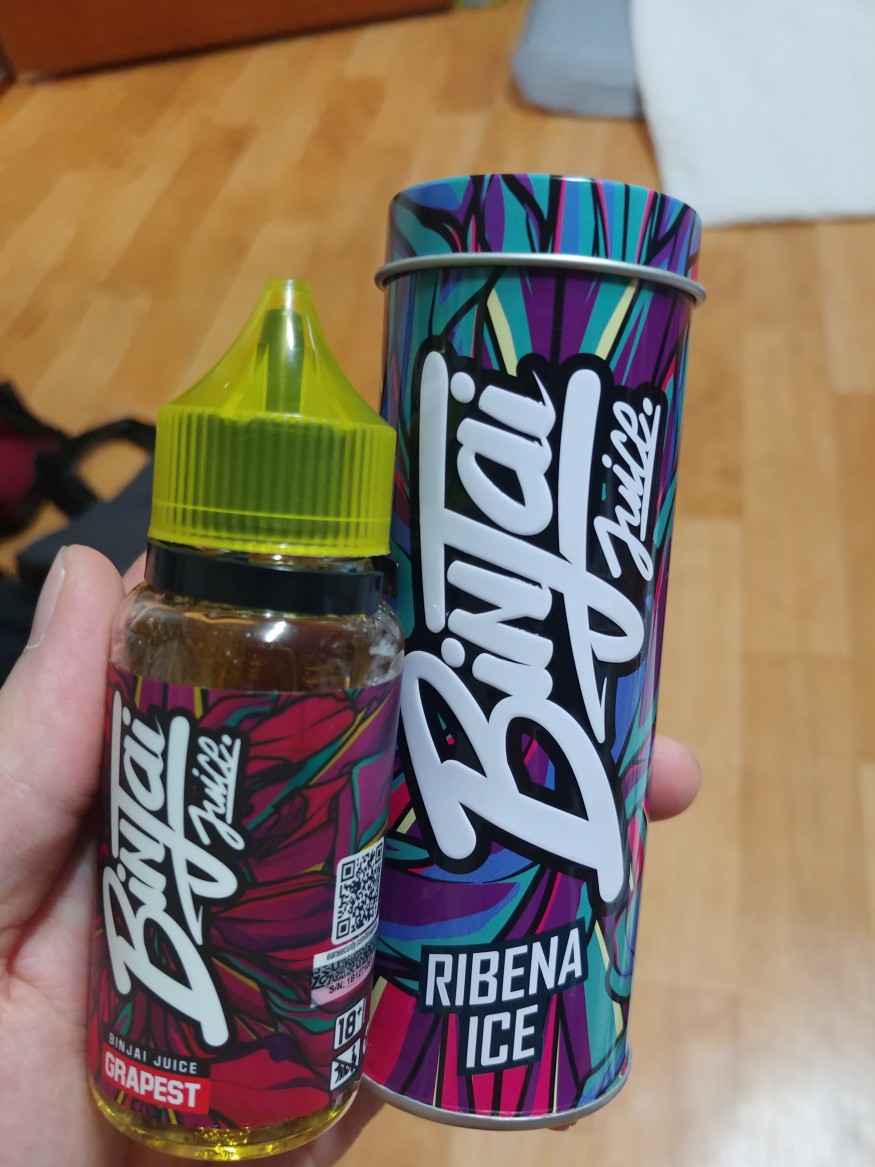 BinJai
juice.
BINJAI JUICE
GRAPEST
18+
BinJai
juice.
RIBENA
ICE